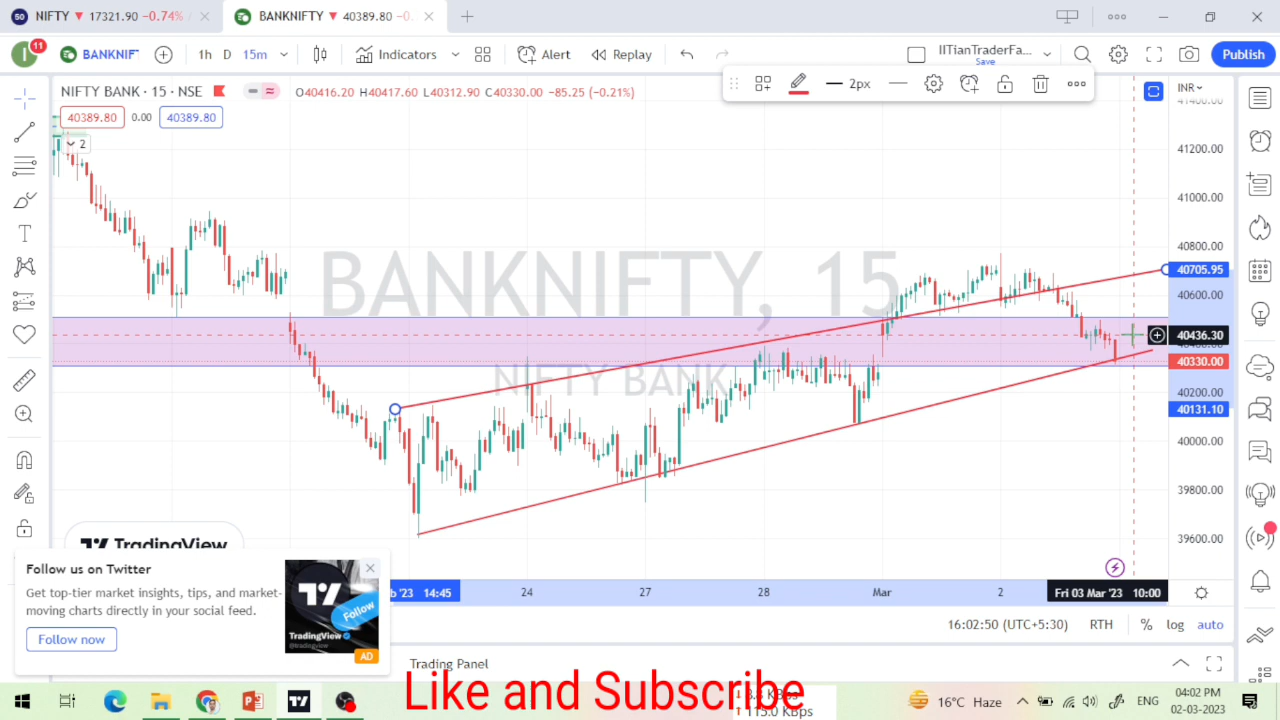 NIFTY ▼ 17321.90 −0.74%
BANKNIFTY ▼ 40389.80 −0.
11
BANKNIF
1h D 15m
Indicators
Alert
Replay
IITianTraderFa...
Save
Publish
2px
NIFTY BANK · 15 · NSE
O40416.20 H40417.60 L40312.90 C40330.00 −85.25 (−0.21%)
INR
40389.80 0.00 40389.80
2
41400.00
41200.00
41000.00
40800.00
40705.95
40600.00
40436.30
40400.00
40330.00
40200.00
40131.10
40000.00
39800.00
39600.00
BANKNIFTY, 15
NIFTY BANK
TradingView
Follow us on Twitter
Get top-tier market insights, tips, and market-
moving charts directly in your social feed.
Follow now
Follow
TradingView
@tradingview
AD
b '23 14:45 24 27 28 Mar 2 Fri 03 Mar '23 10:00
16:02:50 (UTC+5:30) RTH % log auto
Trading Panel
Like and Subscribe
115.0 KBps
16°C Haze
ENG
04:02 PM
02-03-2023